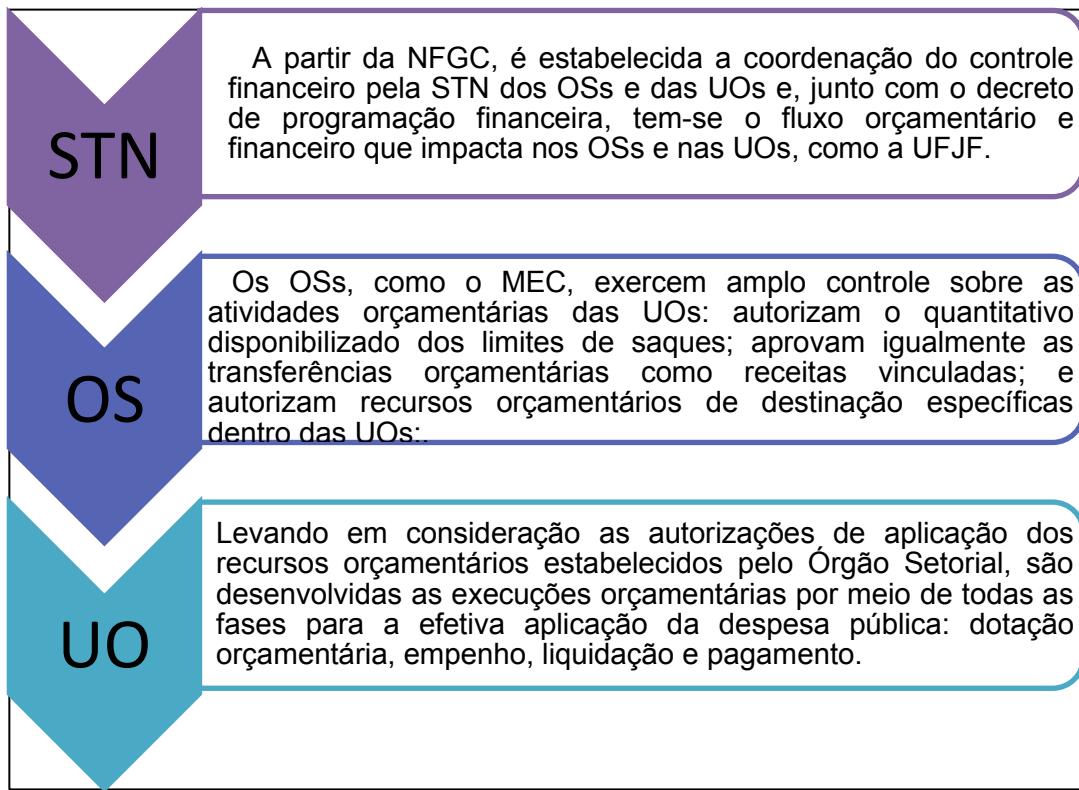 STN
A partir da NFGC, é estabelecida a coordenação do controle
financeiro pela STN dos OSs e das UOs e, junto com o decreto
de programação financeira, tem-se o fluxo orçamentário e
financeiro que impacta nos OSs e nas UOs, como a UFJF.
OS
Os OSs, como o MEC, exercem amplo controle sobre as
atividades orçamentárias das UOs: autorizam o quantitativo
disponibilizado dos limites de saques; aprovam igualmente as
transferências orçamentárias como receitas vinculadas; e
autorizam recursos orçamentários de destinação específicas
dentro das UOs:.
UO
Levando em consideração as autorizações de aplicação dos
recursos orçamentários estabelecidos pelo Órgão Setorial, são
desenvolvidas as execuções orçamentárias por meio de todas as
fases para a efetiva aplicação da despesa pública: dotação
orçamentária, empenho, liquidação e pagamento.